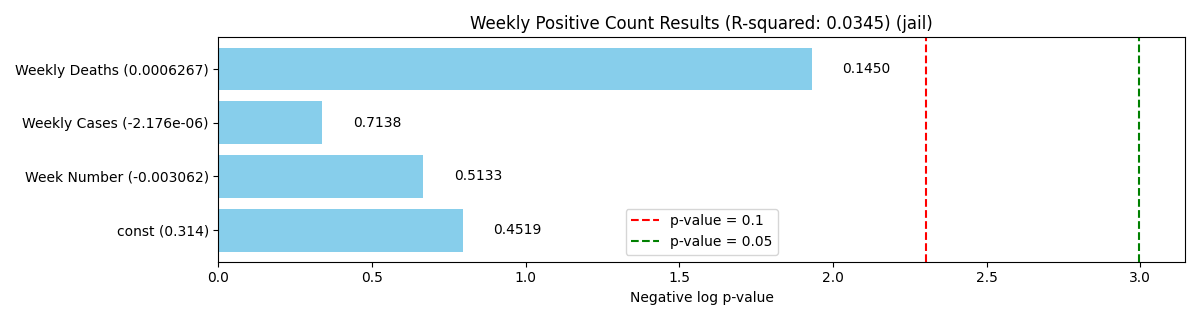 Weekly Positive Count Results (R-squared: 0.0345) (jail)
Weekly Deaths (0.0006267)
0.1450
Weekly Cases (-2.176e-06)
0.7138
Week Number (-0.003062)
0.5133
const (0.314)
0.4519
p-value = 0.1
p-value = 0.05
0.0 0.5 1.0 1.5 2.0 2.5 3.0
Negative log p-value